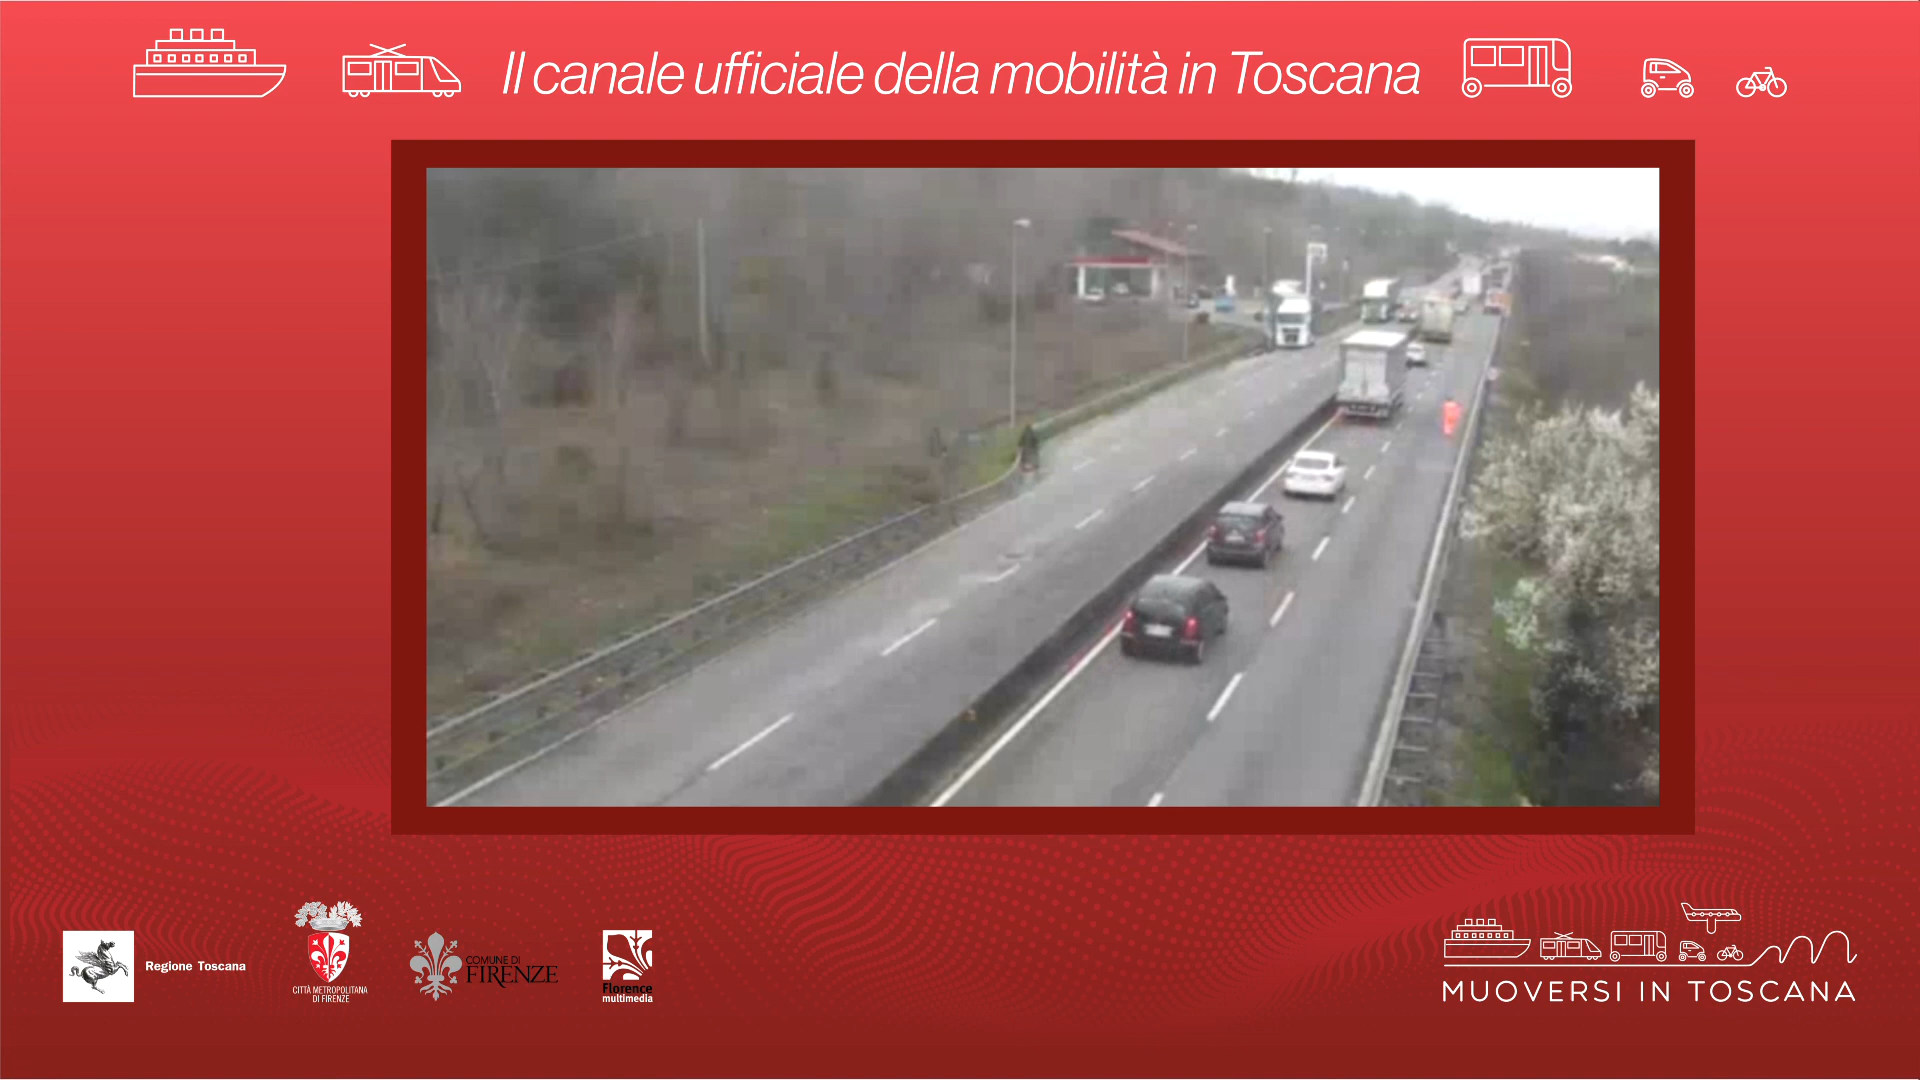 Il canale ufficiale della mobilità in Toscana
Regione Toscana
CITTÀ METROPOLITANA
DI FIRENZE
COMUNE DI
FIRENZE
Florence
multimedia
MUOVERSI IN TOSCANA